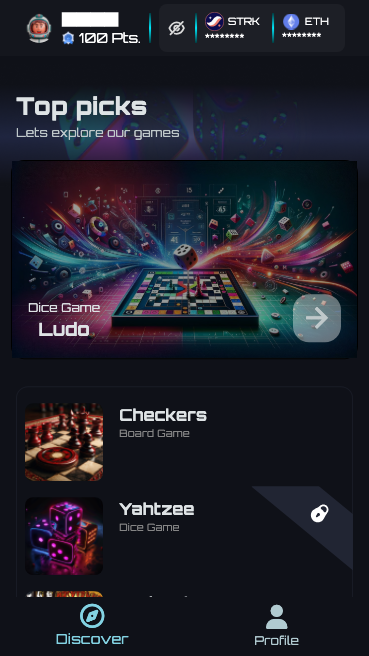 100 Pts.
STRK
********
ETH
********
Top picks
Lets explore our games
Dice Game
Ludo
Checkers
Board Game
Yahtzee
Dice Game
Discover
Profile